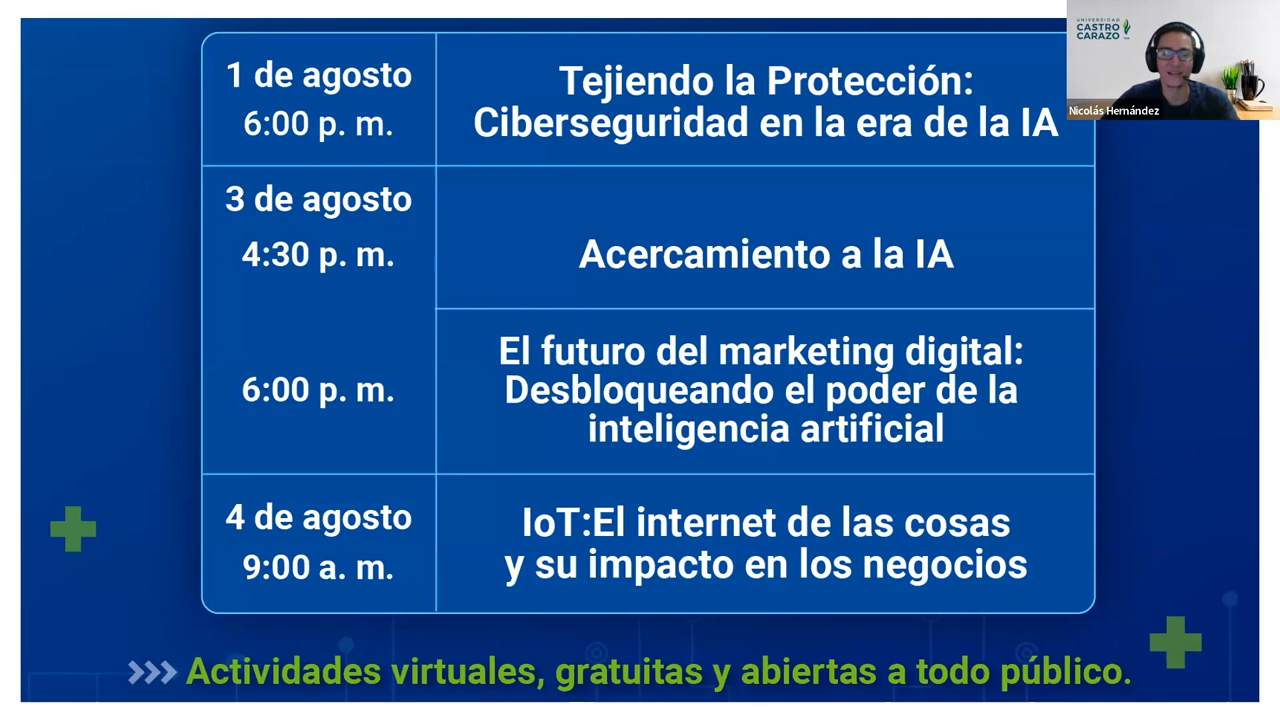 1 de agosto
6:00 p. m.
Tejiendo la Protección:
Ciberseguridad en la era de la IA
3 de agosto
4:30 p. m.
Acercamiento a la IA
6:00 p. m.
El futuro del marketing digital:
Desbloqueando el poder de la
inteligencia artificial
4 de agosto
9:00 a. m.
IoT:El internet de las cosas
y su impacto en los negocios
Actividades virtuales, gratuitas y abiertas a todo público.
UNIVERSIDAD
CASTRO
CARAZO
Nicolás Hernández